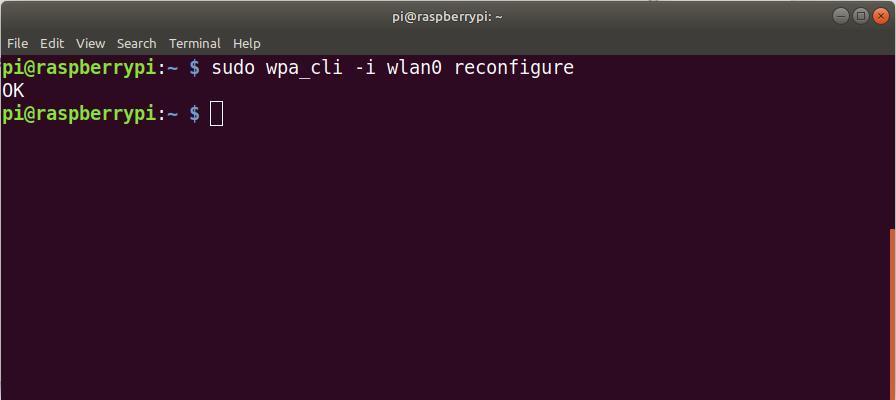 pi@raspberrypi: ~
File Edit View Search Terminal Help
pi@raspberrypi:~ $ sudo wpa_cli -i wlan0 reconfigure
OK
pi@raspberrypi:~ $